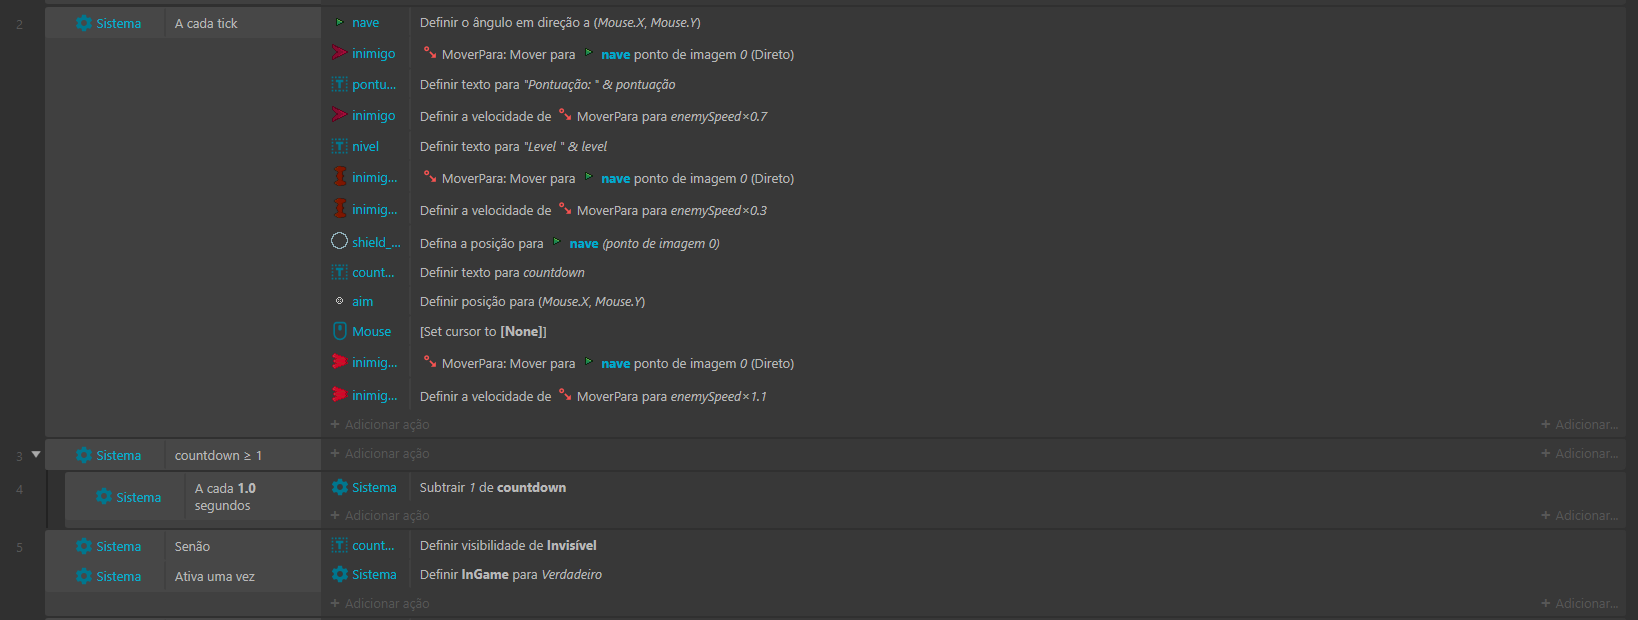 2 Sistema A cada tick nave Definir o ângulo em direção a (Mouse.X, Mouse.Y)
inimigo MoverPara: Mover para nave ponto de imagem 0 (Direto)
pontu... Definir texto para "Pontuação: " & pontuação
inimigo Definir a velocidade de MoverPara para enemySpeed×0.7
nivel Definir texto para "Level " & level
inimig... MoverPara: Mover para nave ponto de imagem 0 (Direto)
inimig... Definir a velocidade de MoverPara para enemySpeed×0.3
shield_... Defina a posição para nave (ponto de imagem 0)
count... Definir texto para countdown
aim Definir posição para (Mouse.X, Mouse.Y)
Mouse [Set cursor to [None]]
inimig... MoverPara: Mover para nave ponto de imagem 0 (Direto)
inimig... Definir a velocidade de MoverPara para enemySpeed×1.1
+ Adicionar ação + Adicionar...
3 Sistema countdown ≥ 1 + Adicionar ação + Adicionar...
4 Sistema A cada 1.0 segundos Sistema Subtrair 1 de countdown
+ Adicionar ação + Adicionar...
5 Sistema Senão count... Definir visibilidade de Invisível
Sistema Ativa uma vez Sistema Definir InGame para Verdadeiro
+ Adicionar ação + Adicionar...